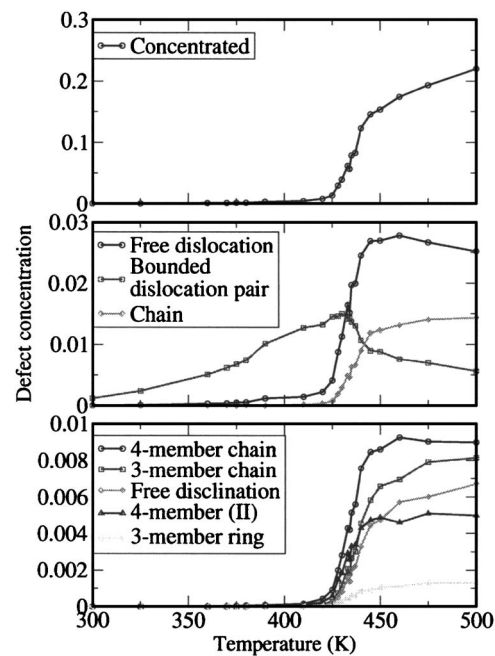 0.3
Concentrated
0.2
0.1
0
0.03
Free dislocation
Bounded
dislocation pair
Chain
0.02
0.01
0
Defect concentration
0.01
4-member chain
3-member chain
Free disclination
4-member (II)
3-member ring
0.008
0.006
0.004
0.002
0
300 350 400 450 500
Temperature (K)